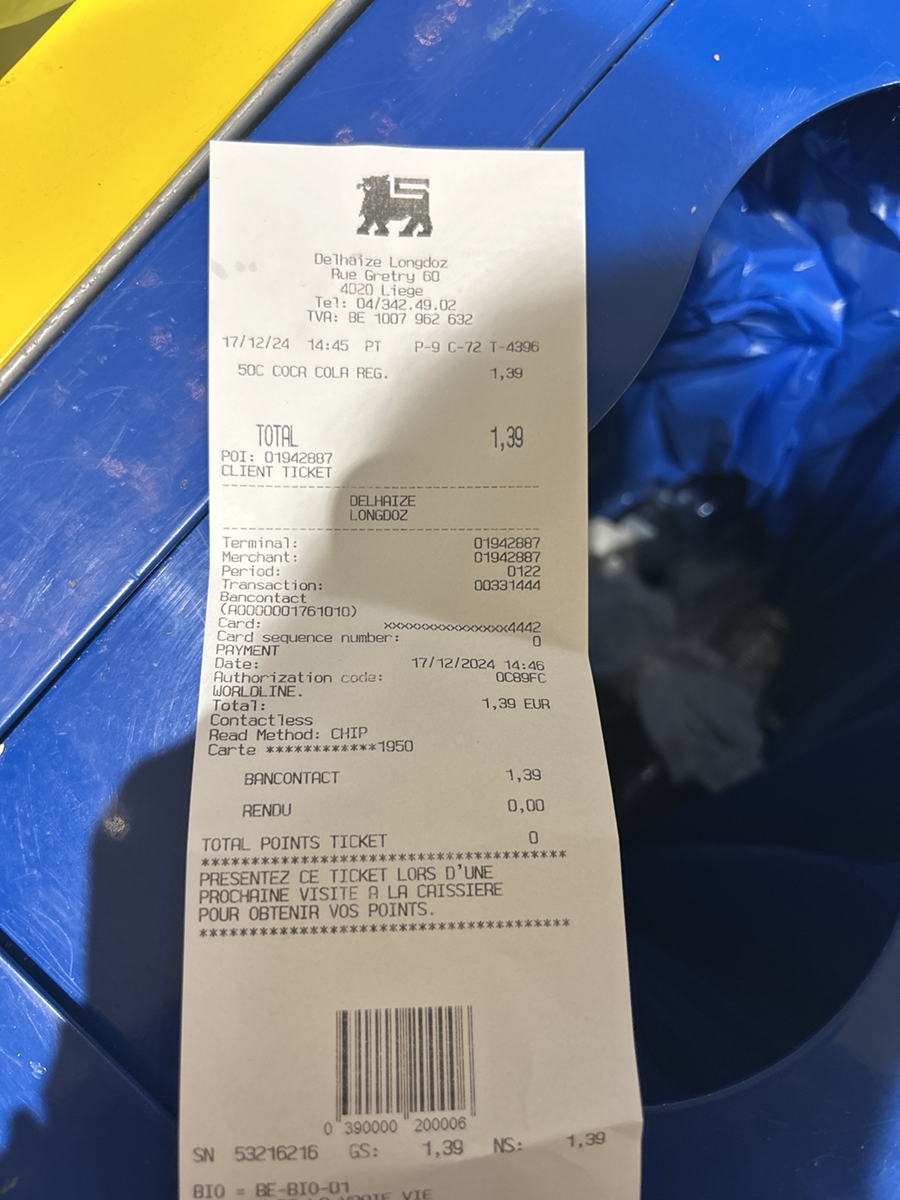 Delhaize Longdoz
Rue Gretry 60
4020 Liege
Tel: 04/342.49.02
TVA: BE 1007 962 632
17/12/24 14:45 PT P-9 C-72 T-4396
50C COCA COLA REG. 1,39
TOTAL 1,39
POI: 01942887
CLIENT TICKET
DELHAIZE
LONGDOZ
Terminal: 01942887
Merchant: 01942887
Period: 0122
Transaction: 00331444
Bancontact
(A0000001761010)
Card: xxxxxxxxxxxxxxx4442
Card sequence number: 0
PAYMENT
Date: 17/12/2024 14:46
Authorization code: 0C89FC
WORLDLINE.
Total: 1,39 EUR
Contactless
Read Method: CHIP
Carte ************1950
BANCONTACT 1,39
RENDU 0,00
TOTAL POINTS TICKET 0
************************************
PRESENTEZ CE TICKET LORS D'UNE
PROCHAINE VISITE A LA CAISSIERE
POUR OBTENIR VOS POINTS.
************************************
0 390000 200006
SN 53216216 GS: 1,39 NS: 1,39
BIO = BE-BIO-01
LA VRAIE VIE